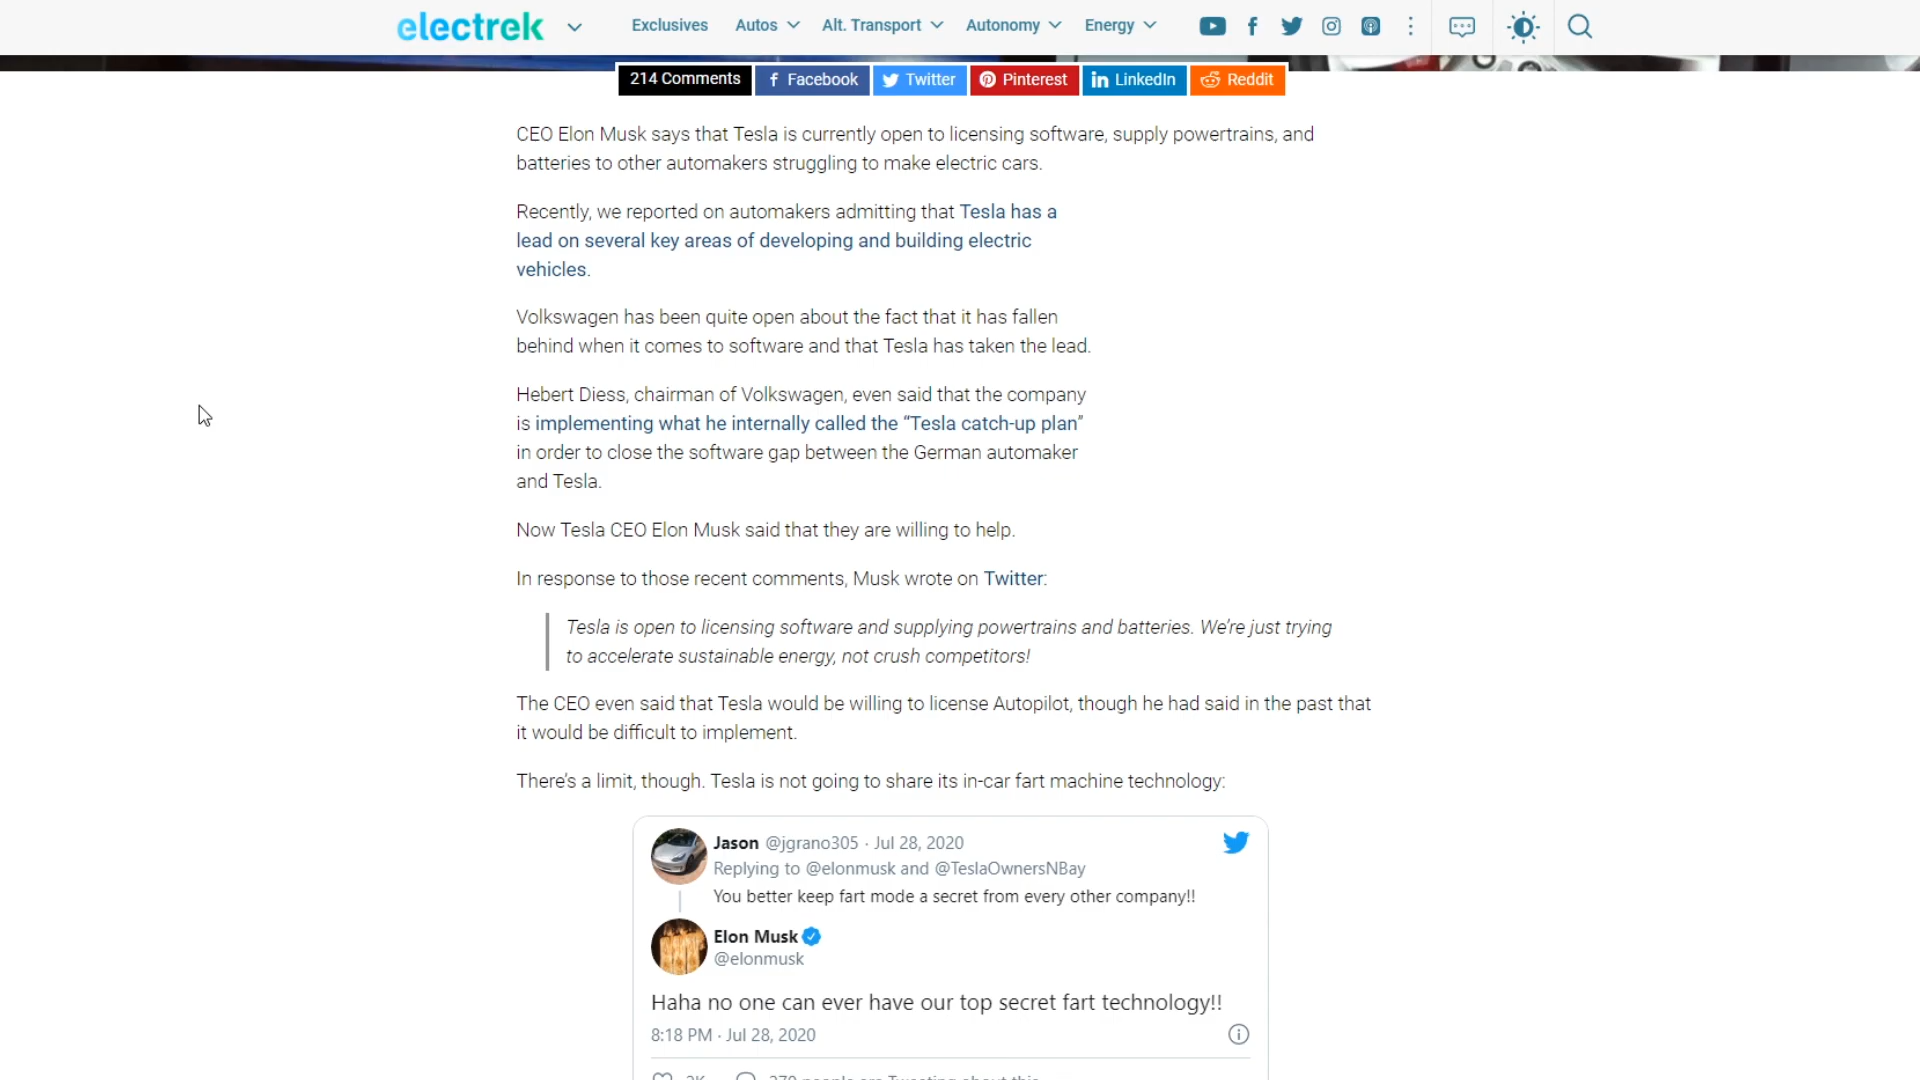 electrek
Exclusives Autos Alt. Transport Autonomy Energy
214 Comments Facebook Twitter Pinterest LinkedIn Reddit
CEO Elon Musk says that Tesla is currently open to licensing software, supply powertrains, and
batteries to other automakers struggling to make electric cars.
Recently, we reported on automakers admitting that Tesla has a
lead on several key areas of developing and building electric
vehicles.
Volkswagen has been quite open about the fact that it has fallen
behind when it comes to software and that Tesla has taken the lead.
Hebert Diess, chairman of Volkswagen, even said that the company
is implementing what he internally called the “Tesla catch-up plan”
in order to close the software gap between the German automaker
and Tesla.
Now Tesla CEO Elon Musk said that they are willing to help.
In response to those recent comments, Musk wrote on Twitter:
Tesla is open to licensing software and supplying powertrains and batteries. We’re just trying
to accelerate sustainable energy, not crush competitors!
The CEO even said that Tesla would be willing to license Autopilot, though he had said in the past that
it would be difficult to implement.
There’s a limit, though. Tesla is not going to share its in-car fart machine technology:
Jason @jgrano305 · Jul 28, 2020
Replying to @elonmusk and @TeslaOwnersNBay
You better keep fart mode a secret from every other company!!
Elon Musk
@elonmusk
Haha no one can ever have our top secret fart technology!!
8:18 PM · Jul 28, 2020
people are Tweeting about this